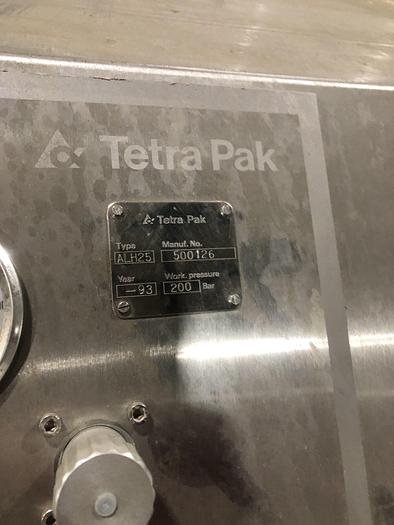 Tetra Pak
Tetra Pak
Type Manuf. No.
ALH25 500126
Year Work. pressure
-93 200 Bar